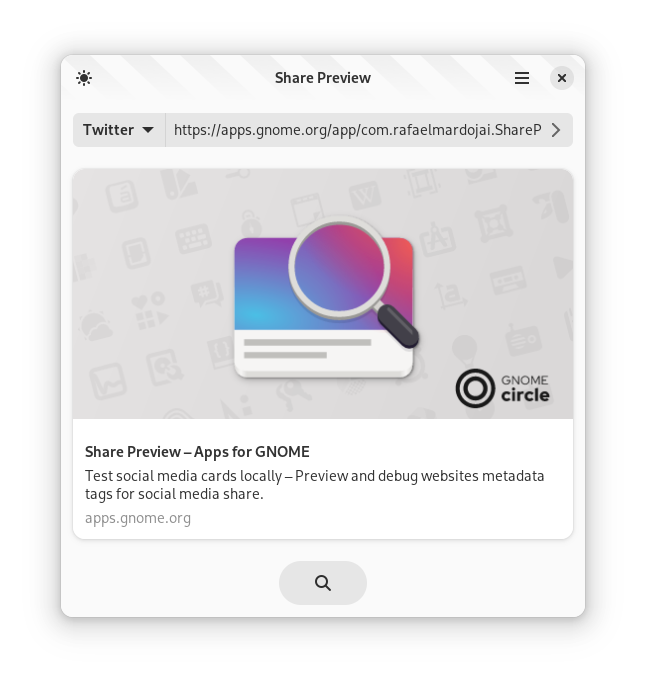 Share Preview
Twitter
https://apps.gnome.org/app/com.rafaelmardojai.ShareP
GNOME
circle
Share Preview – Apps for GNOME
Test social media cards locally – Preview and debug websites metadata
tags for social media share.
apps.gnome.org